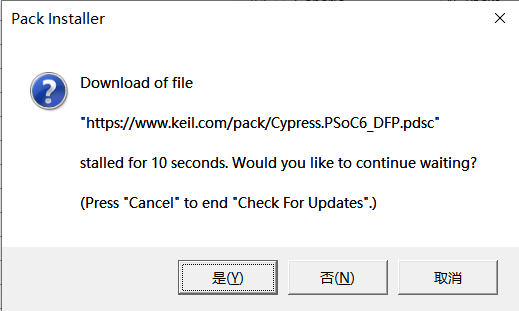 Pack Installer
Download of file
"https://www.keil.com/pack/Cypress.PSoC6_DFP.pdsc"
stalled for 10 seconds. Would you like to continue waiting?
(Press "Cancel" to end "Check For Updates".)
是(Y)
否(N)
取消